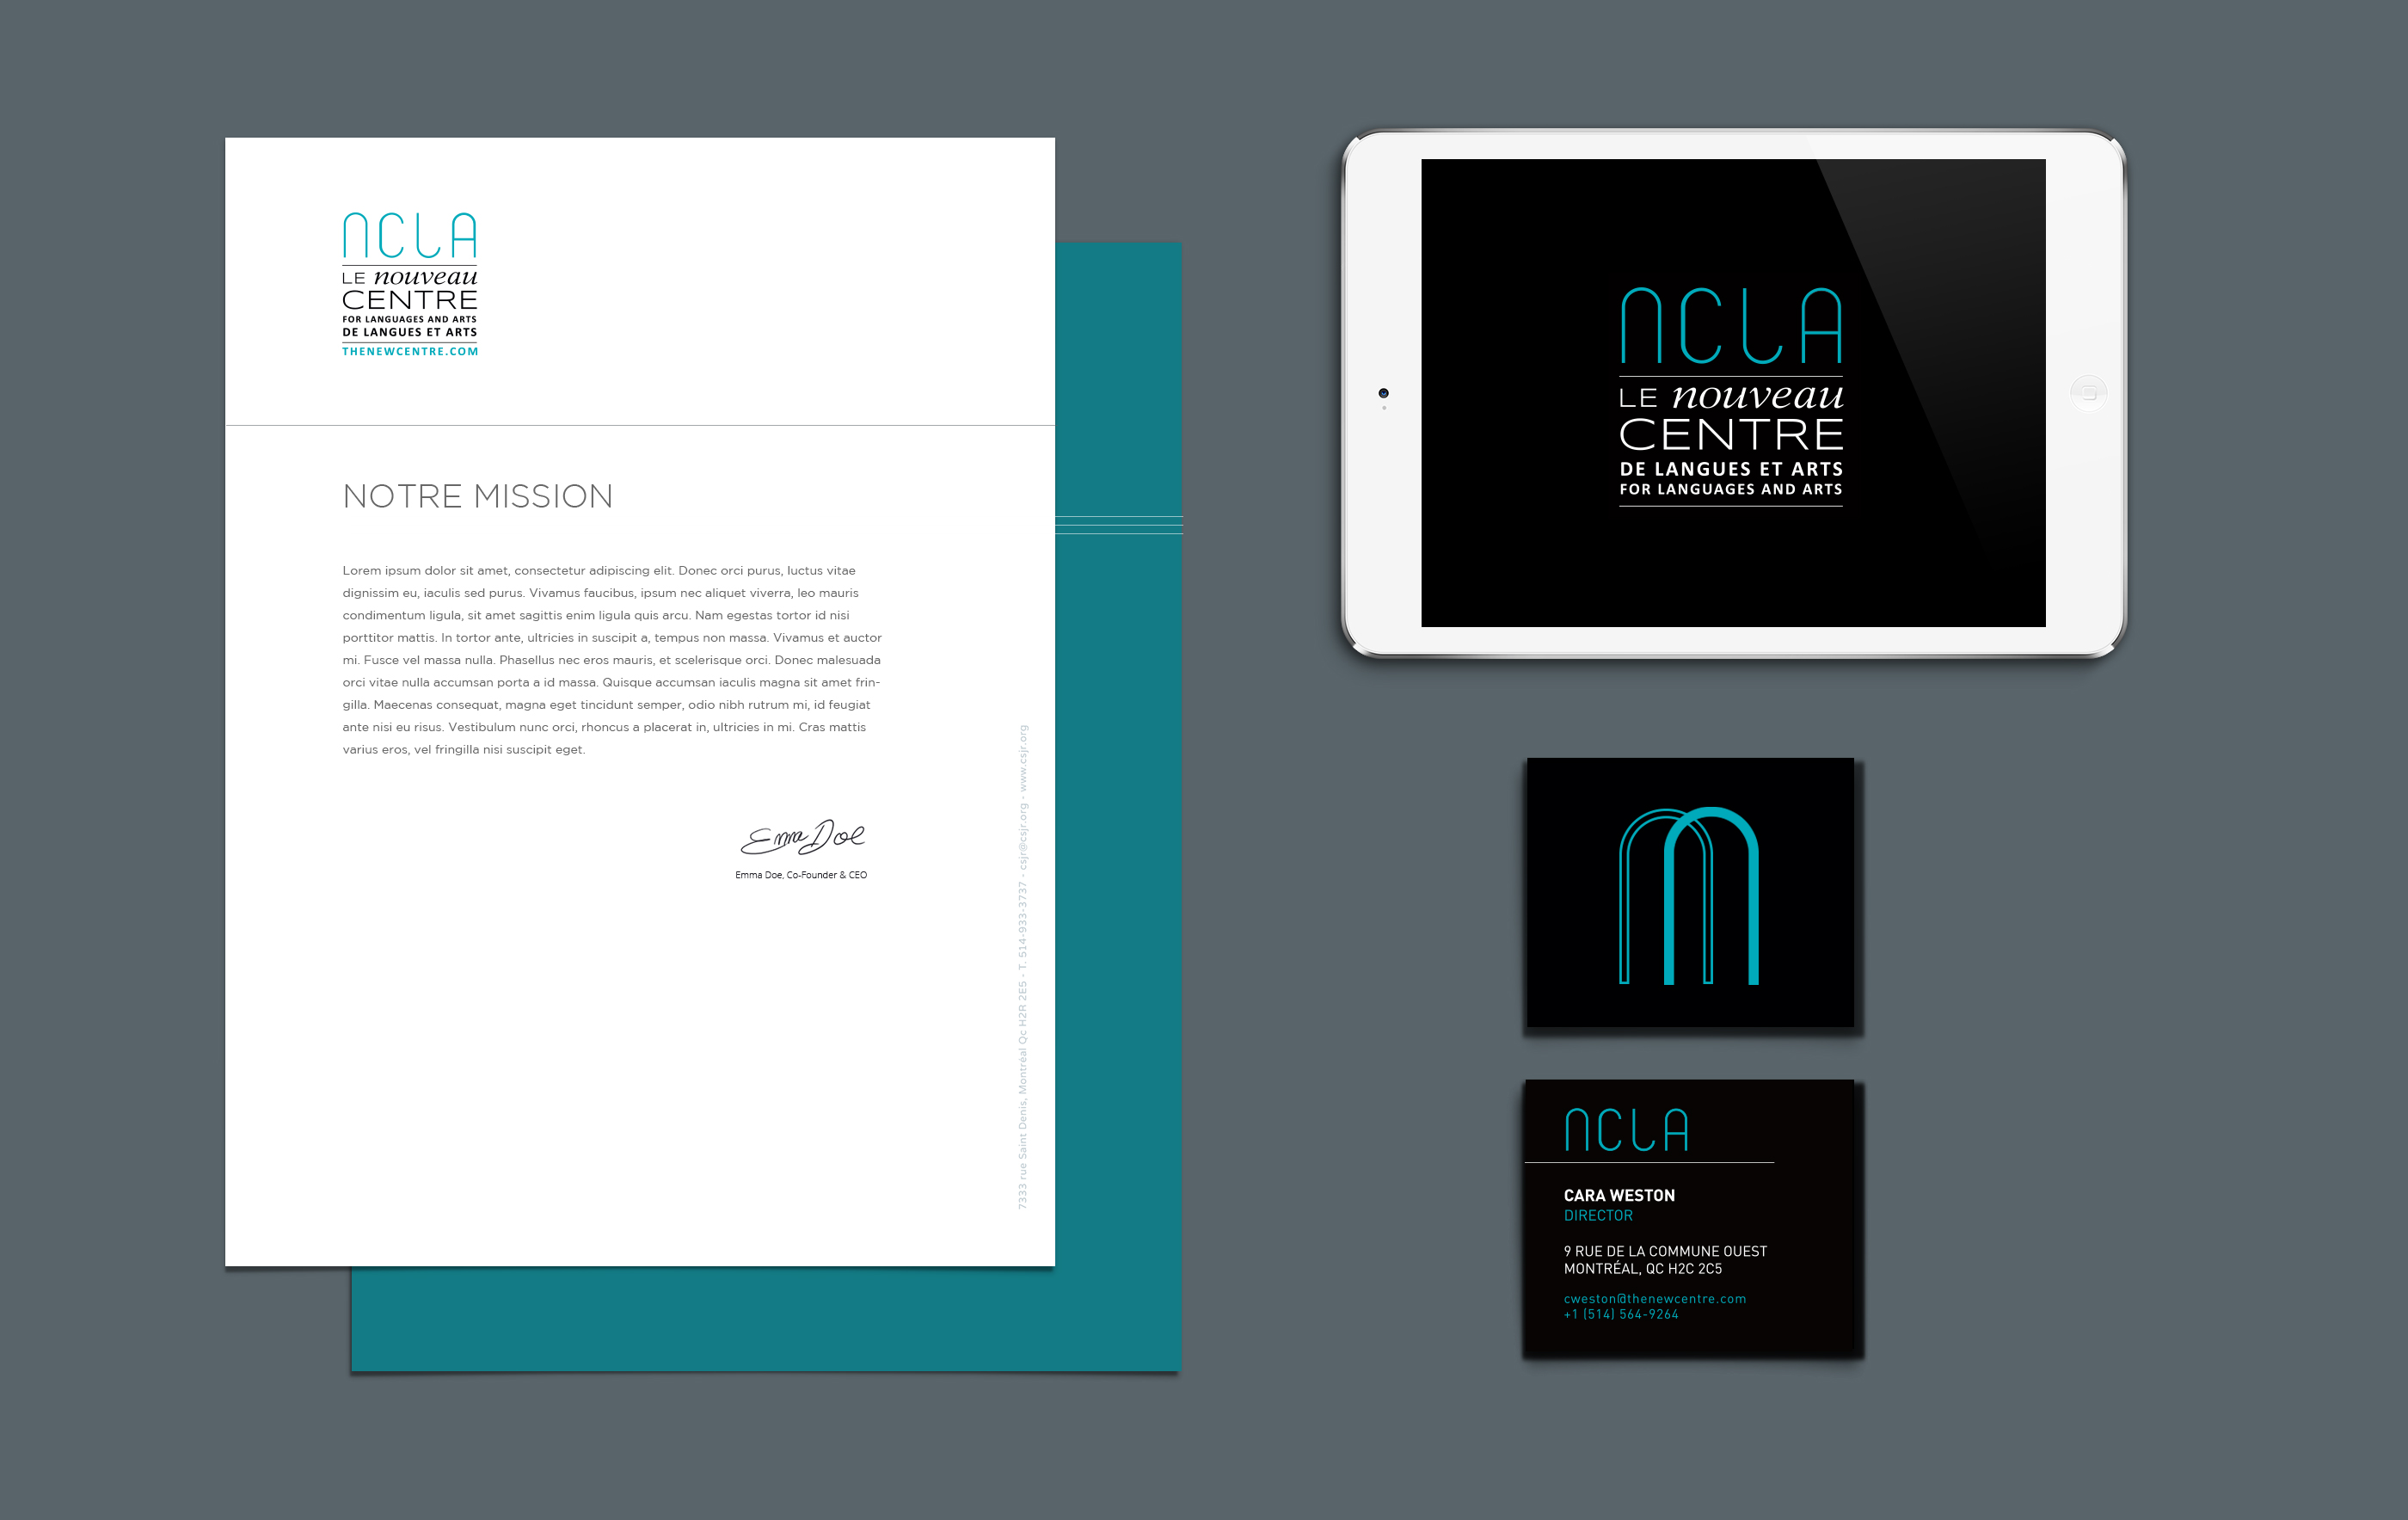 NCLA
LE nouveau
CENTRE
FOR LANGUAGES AND ARTS
DE LANGUES ET ARTS
THENEWCENTRE.COM
NOTRE MISSION
Lorem ipsum dolor sit amet, consectetur adipiscing elit. Donec orci purus, luctus vitae
dignissim eu, iaculis sed purus. Vivamus faucibus, ipsum nec aliquet viverra, leo mauris
condimentum ligula, sit amet sagittis enim ligula quis arcu. Nam egestas tortor id nisi
porttitor mattis. In tortor ante, ultricies in suscipit a, tempus non massa. Vivamus et auctor
mi. Fusce vel massa nulla. Phasellus nec eros mauris, et scelerisque orci. Donec malesuada
orci vitae nulla accumsan porta a id massa. Quisque accumsan iaculis magna sit amet frin-
gilla. Maecenas consequat, magna eget tincidunt semper, odio nibh rutrum mi, id feugiat
ante nisi eu risus. Vestibulum nunc orci, rhoncus a placerat in, ultricies in mi. Cras mattis
varius eros, vel fringilla nisi suscipit eget.
Emma Doe
Emma Doe, Co-Founder & CEO
7333 rue Saint Denis, Montréal Qc H2R 2E5 - T. 514-933-3737 - csjr@csjr.org - www.csjr.org
NCLA
LE nouveau
CENTRE
DE LANGUES ET ARTS
FOR LANGUAGES AND ARTS
NCLA
CARA WESTON
DIRECTOR
9 RUE DE LA COMMUNE OUEST
MONTRÉAL, QC H2C 2C5
cweston@thenewcentre.com
+1 (514) 564-9264